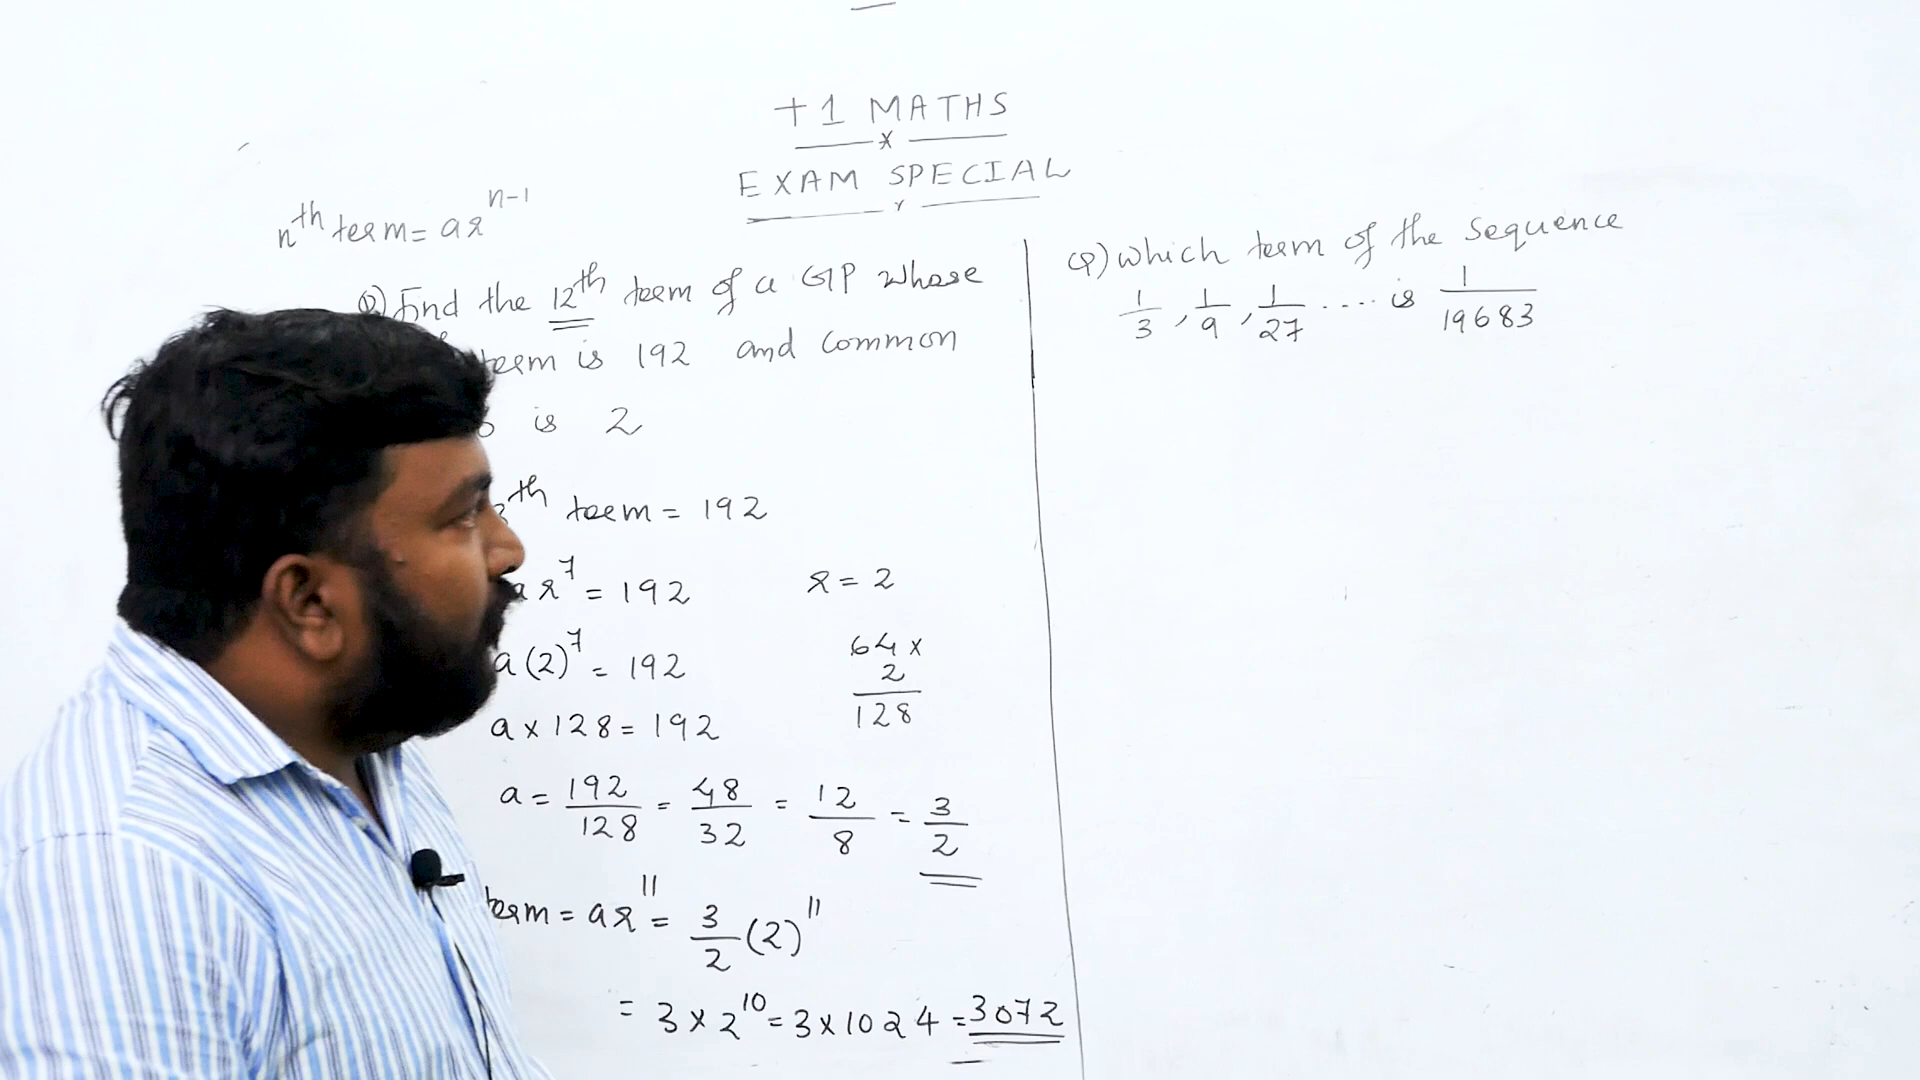 +1 MATHS
EXAM SPECIAL
nth term = ar^(n-1)
Q) Find the 12th term of a GP whose
term is 192 and common
is 2
th term = 192
ar^7 = 192 r = 2
a(2)^7 = 192
64 ×
2
128
a × 128 = 192
a = 192/128 = 48/32 = 12/8 = 3/2
term = ar^11 = 3/2 (2)^11
= 3 × 2^10 = 3 × 1024 = 3072
Q) Which term of the sequence
1/3, 1/9, 1/27 ..... is 1/19683